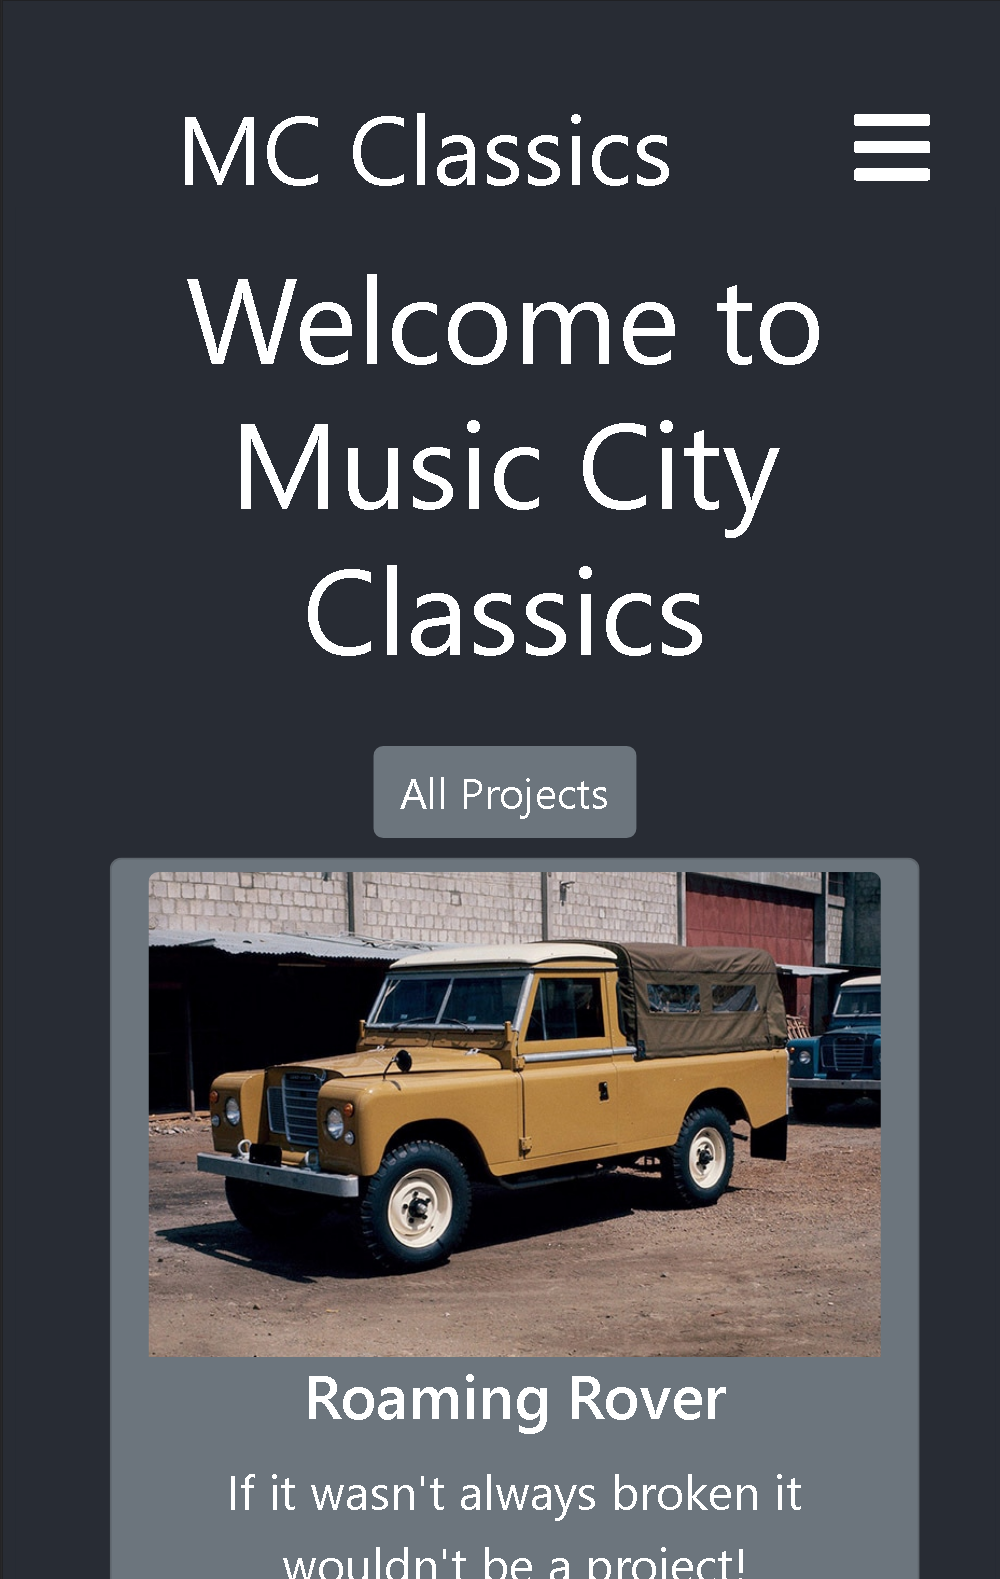 MC Classics
Welcome to
Music City
Classics
All Projects
Roaming Rover
If it wasn't always broken it
wouldn't be a project!